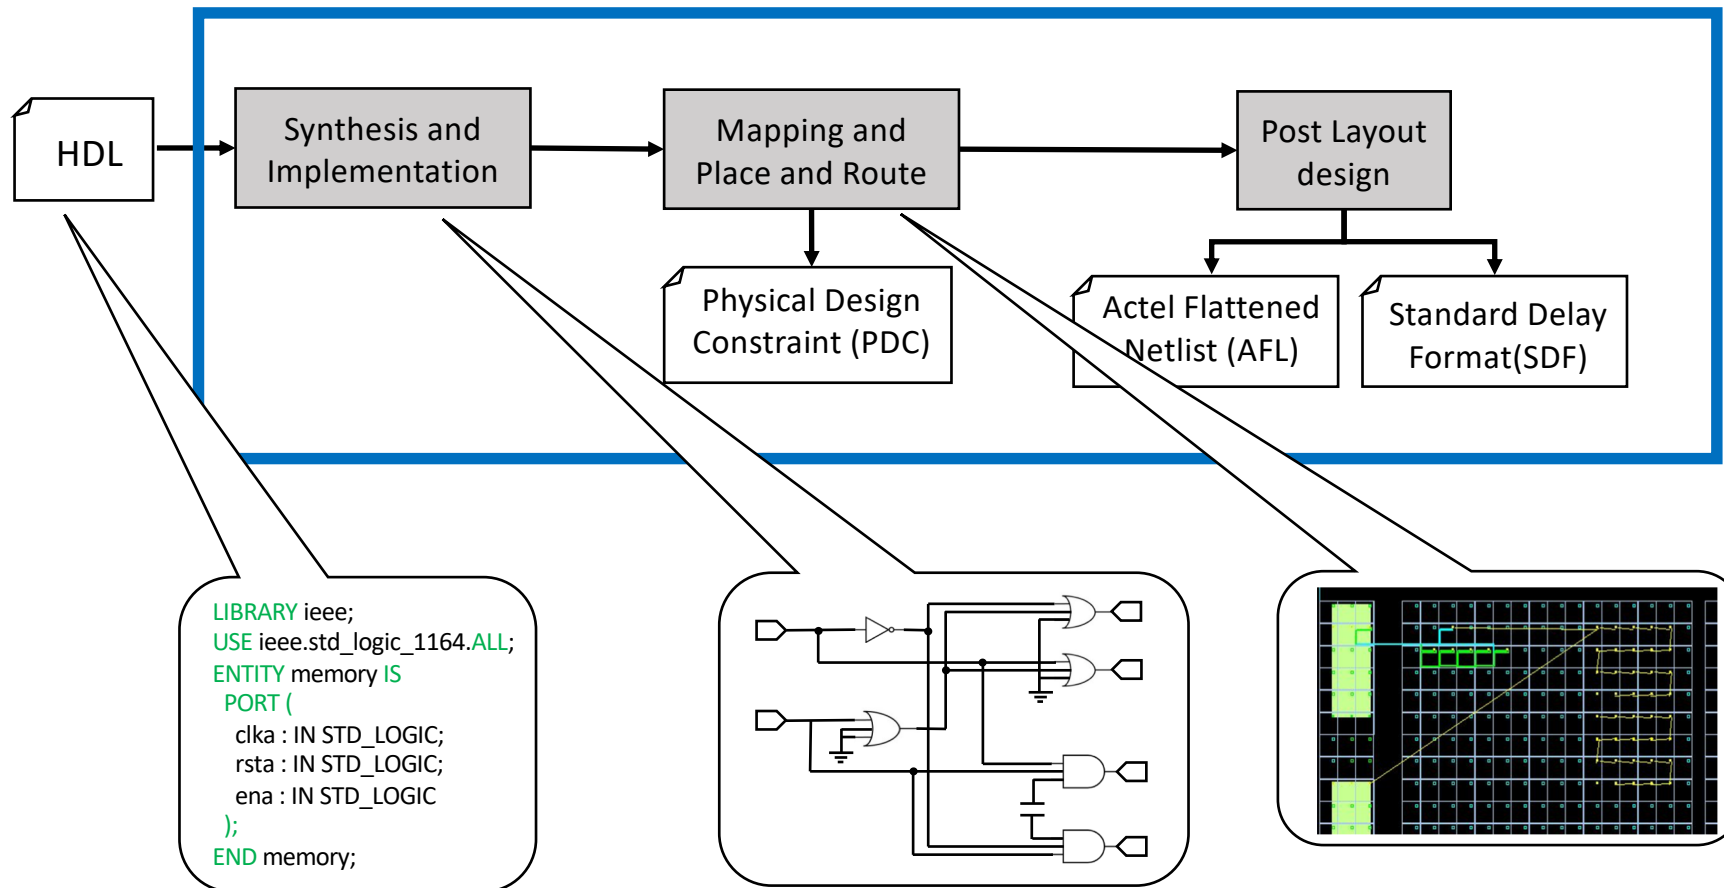 HDL
Synthesis and
Implementation
Mapping and
Place and Route
Post Layout
design
Physical Design
Constraint (PDC)
Actel Flattened
Netlist (AFL)
Standard Delay
Format(SDF)
LIBRARY ieee;
USE ieee.std_logic_1164.ALL;
ENTITY memory IS
PORT (
clka : IN STD_LOGIC;
rsta : IN STD_LOGIC;
ena : IN STD_LOGIC
);
END memory;